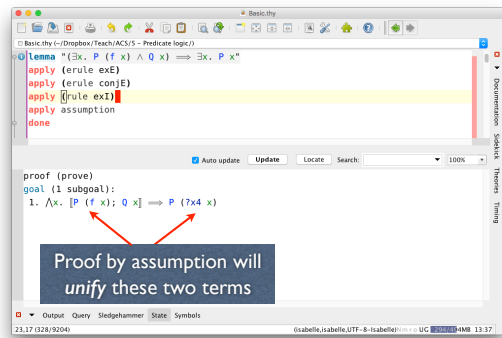 Basic.thy
Basic.thy (~/Dropbox/Teach/ACS/5 – Predicate logic/)
lemma "(∃x. P (f x) ∧ Q x) ⟹ ∃x. P x"
apply (erule exE)
apply (erule conjE)
apply (rule exI)
apply assumption
done
Documentation
Sidekick
Theories
Timing
Auto update Update Locate Search: 100%
proof (prove)
goal (1 subgoal):
1. ⋀x. ⟦P (f x); Q x⟧ ⟹ P (?x4 x)
Proof by assumption will
unify these two terms
Output Query Sledgehammer State Symbols
23,17 (328/9204) (isabelle,isabelle,UTF-8-Isabelle) UG 13:37